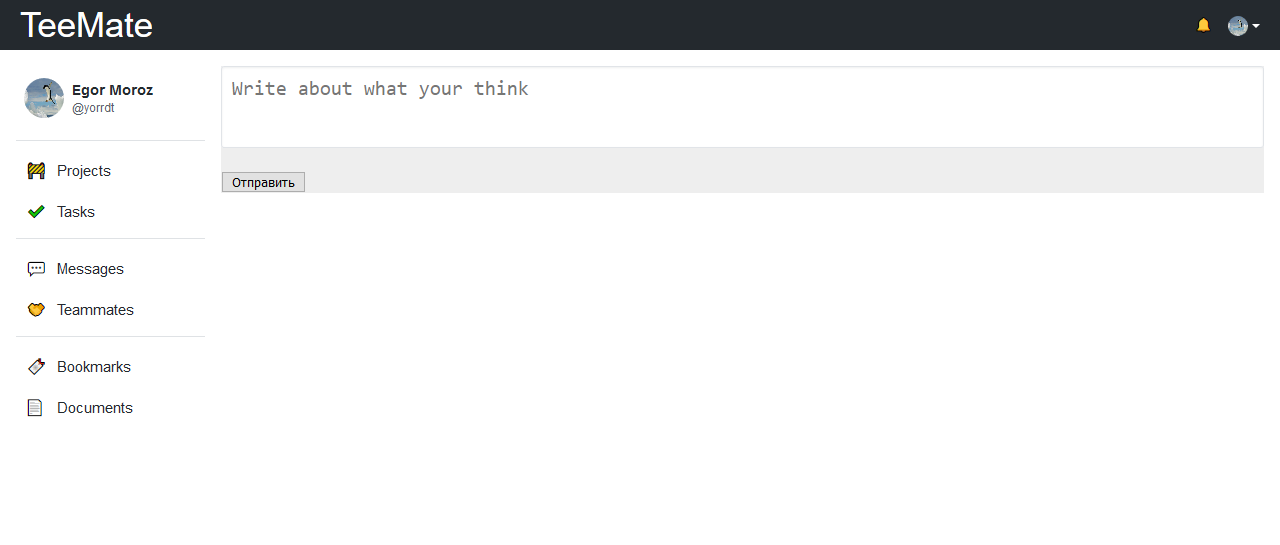 TeeMate
Egor Moroz
@yorrdt
Write about what your think
Отправить
Projects
Tasks
Messages
Teammates
Bookmarks
Documents